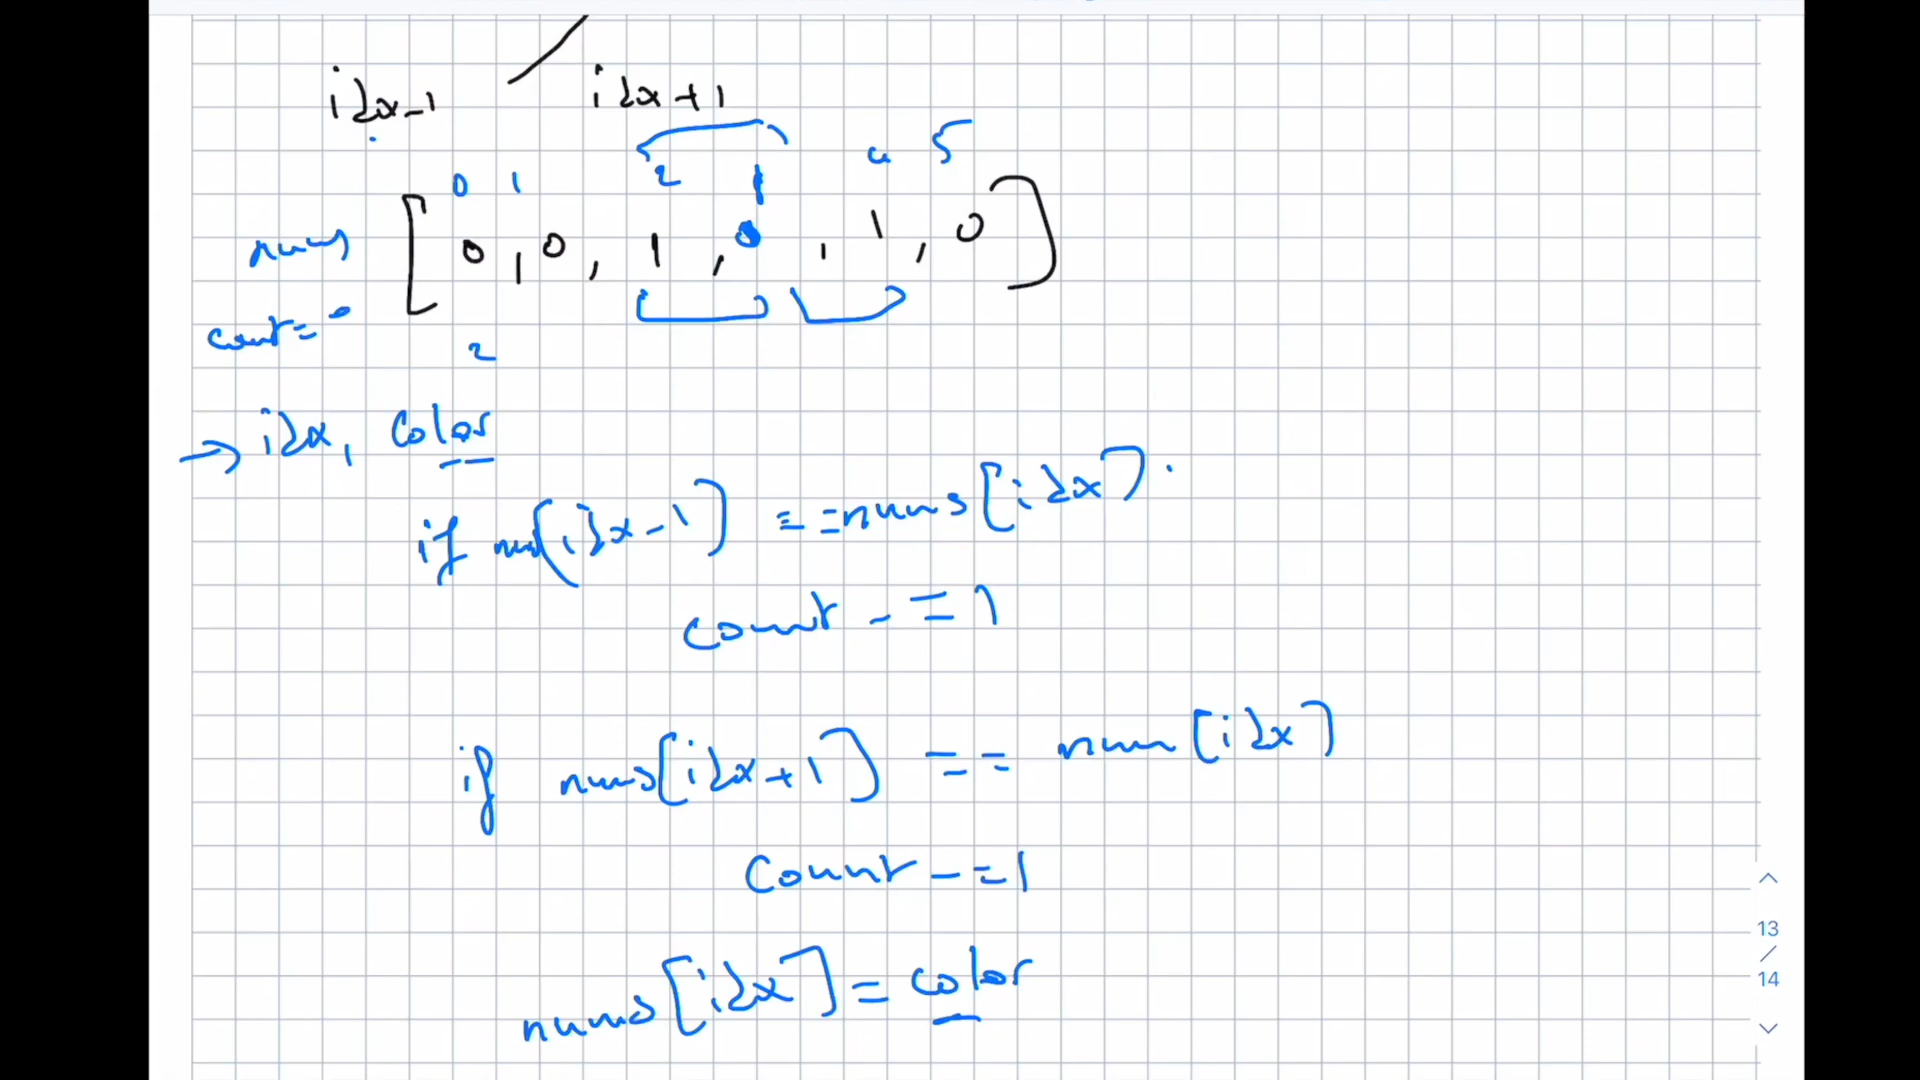 idx-1 idx+1
0 1 2 4 5
nums [0, 0, 1, 0, 1, 0]
count=0
2
→ idx, color
if nums[idx-1] == nums[idx].
count -=1
if nums[idx+1] == num[idx]
Count -=1
nums[idx] = color
13
/
14